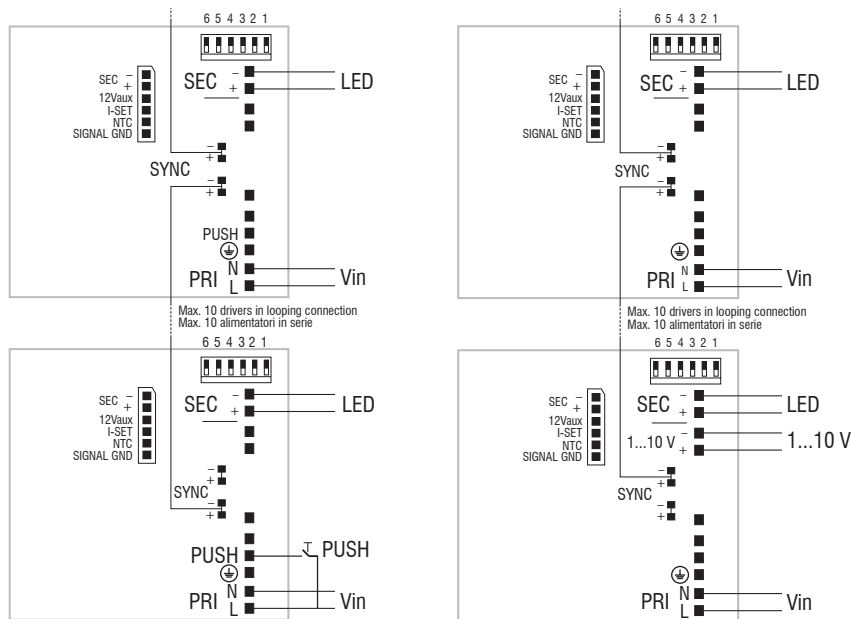 6 5 4 3 2 1
SEC –
+
12Vaux
I-SET
NTC
SIGNAL GND
SEC – LED
+
–
+
SYNC
–
+
PUSH
N
PRI Vin
L
Max. 10 drivers in looping connection
Max. 10 alimentatori in serie
6 5 4 3 2 1
SEC –
+
12Vaux
I-SET
NTC
SIGNAL GND
SEC – LED
+
–
+
SYNC
–
+
PUSH PUSH
N
PRI Vin
L
6 5 4 3 2 1
SEC –
+
12Vaux
I-SET
NTC
SIGNAL GND
SEC – LED
+
–
+
SYNC
–
+
N
PRI Vin
L
Max. 10 drivers in looping connection
Max. 10 alimentatori in serie
6 5 4 3 2 1
SEC –
+
12Vaux
I-SET
NTC
SIGNAL GND
SEC – LED
+
1...10 V – 1...10 V
+
–
+
SYNC
–
+
N
PRI Vin
L